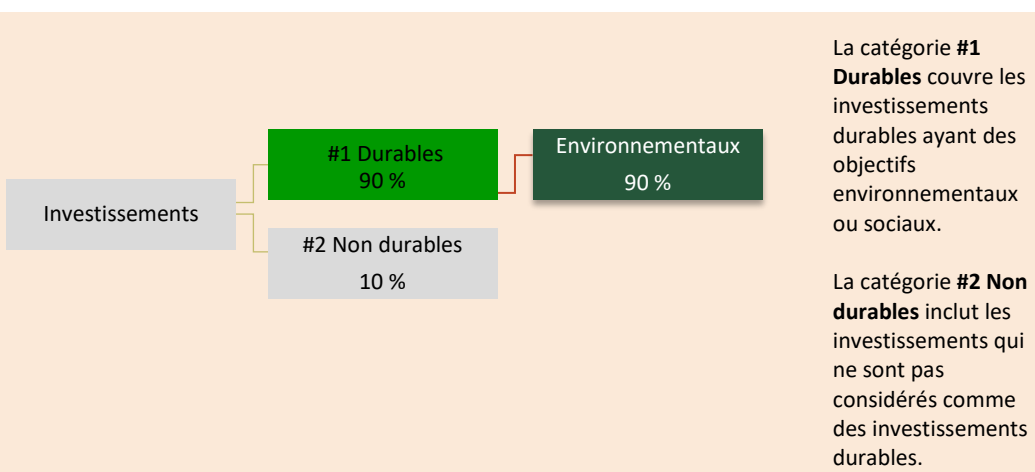 Investissements
#1 Durables
90 %
Environnementaux
90 %
#2 Non durables
10 %
La catégorie #1
Durables couvre les
investissements
durables ayant des
objectifs
environnementaux
ou sociaux.
La catégorie #2 Non
durables inclut les
investissements qui
ne sont pas
considérés comme
des investissements
durables.